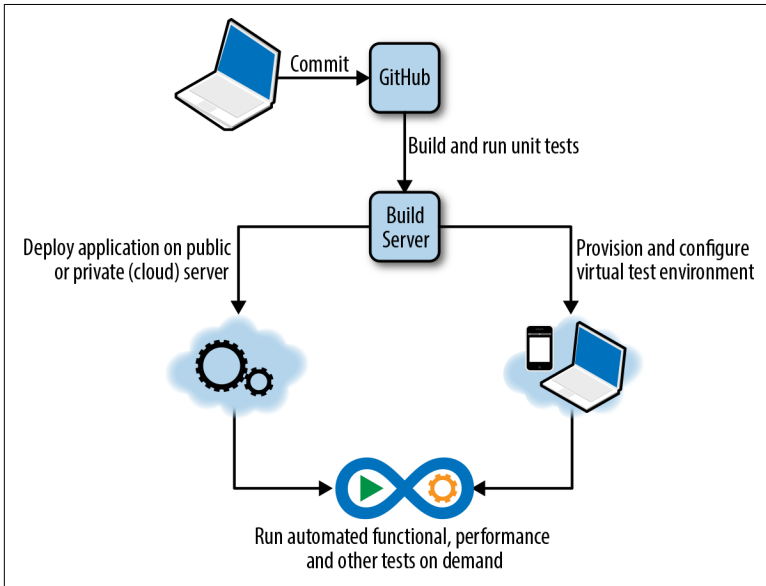 Commit
GitHub
Build and run unit tests
Build
Server
Deploy application on public
or private (cloud) server
Provision and configure
virtual test environment
Run automated functional, performance
and other tests on demand